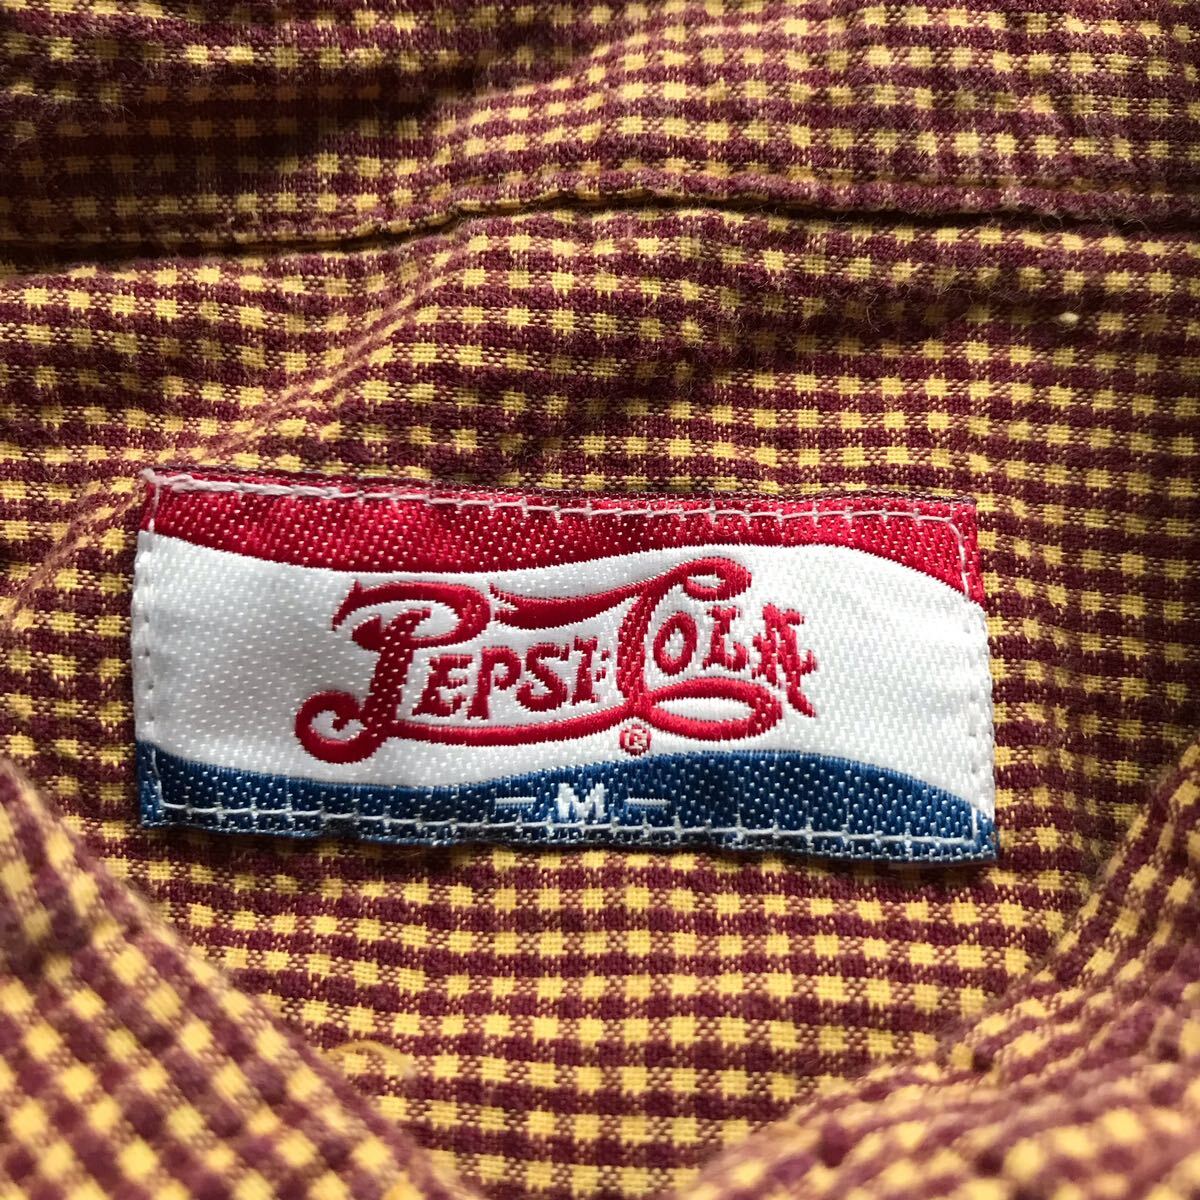 PEPSI-COLA ®
- M -